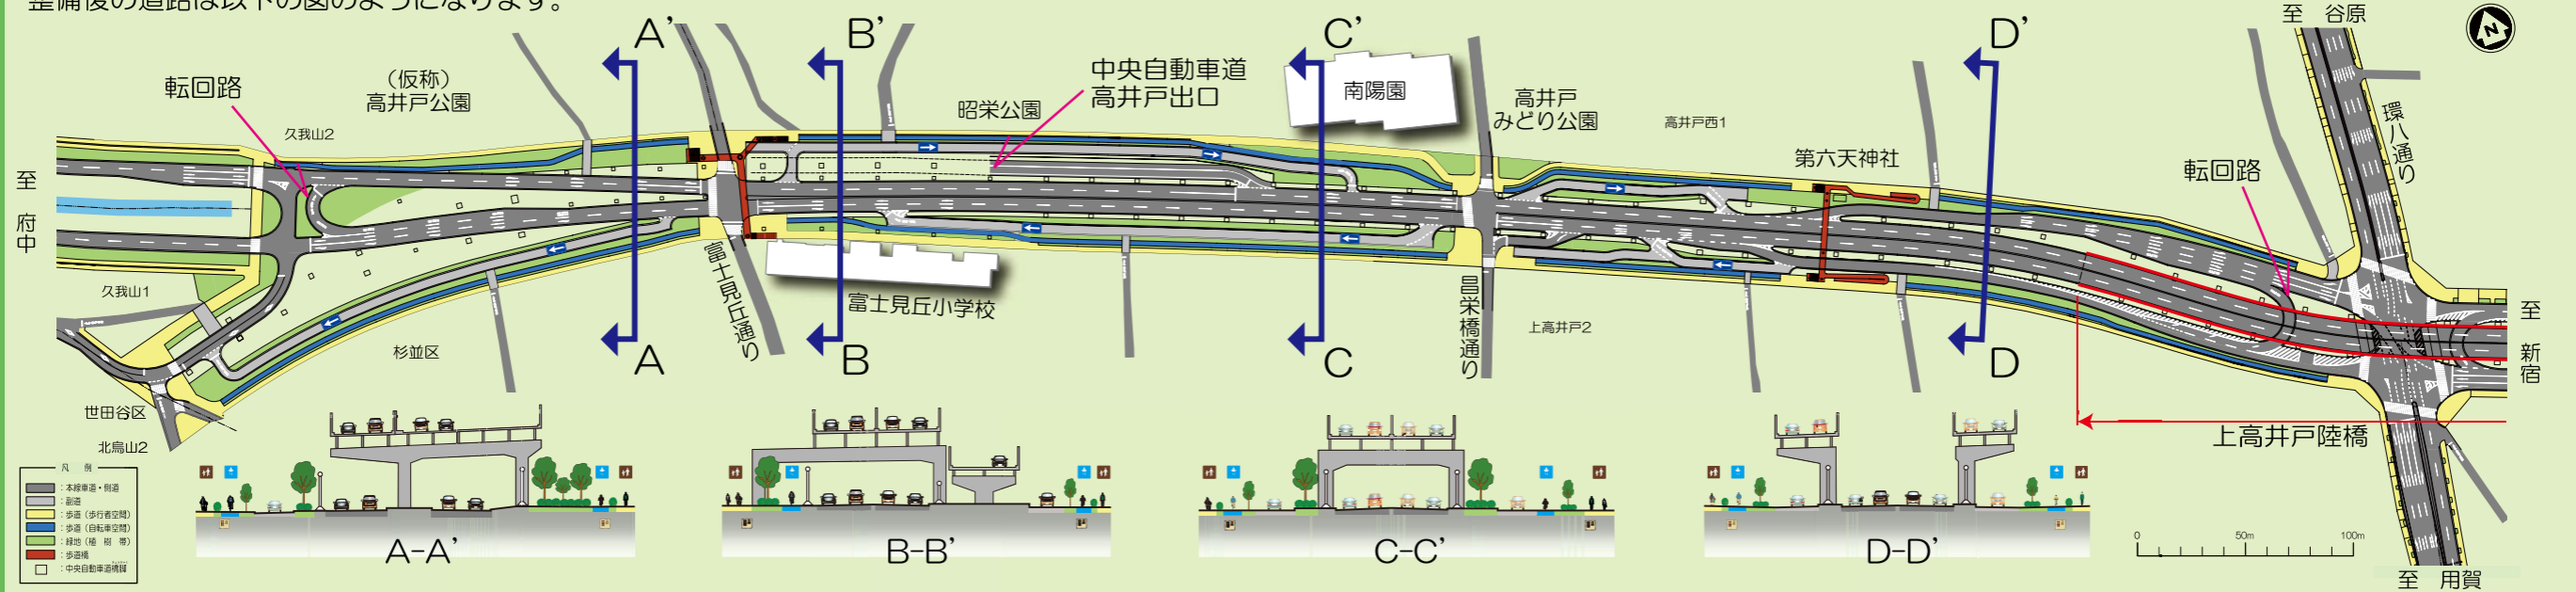 整備後の道路は以下の図のようになります。
至 谷原
A'
B'
C'
D'
N
転回路
(仮称)
高井戸公園
久我山2
昭栄公園
中央自動車道
高井戸出口
南陽園
高井戸
みどり公園
高井戸西1
第六天神社
転回路
環八通り
至 府中
久我山1
杉並区
世田谷区
北烏山2
富士見丘通り
富士見丘小学校
昌栄橋通り
上高井戸2
至 新宿
A
B
C
D
上高井戸陸橋
至 用賀
凡 例
:本線車道・側道
:副道
:歩道(歩行者空間)
:歩道(自転車空間)
:緑地(植 樹 帯)
:歩道橋
:中央自動車道橋脚
A-A'
B-B'
C-C'
D-D'
0 50m 100m